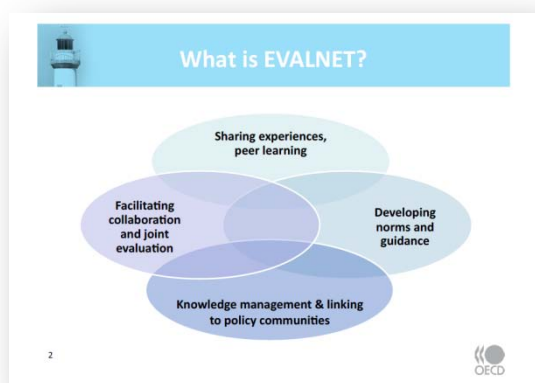 What is EVALNET?
Sharing experiences,
peer learning
Facilitating
collaboration
and joint
evaluation
Developing
norms and
guidance
Knowledge management & linking
to policy communities
2
OECD